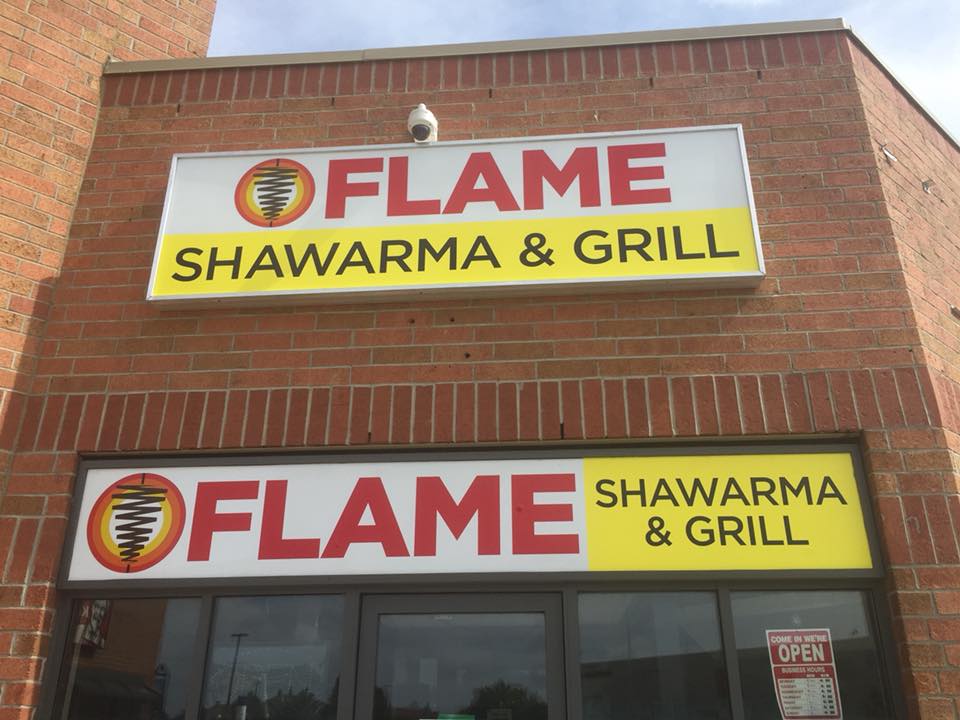 FLAME
SHAWARMA & GRILL
FLAME
SHAWARMA
& GRILL
COME IN WE'RE
OPEN
BUSINESS HOURS